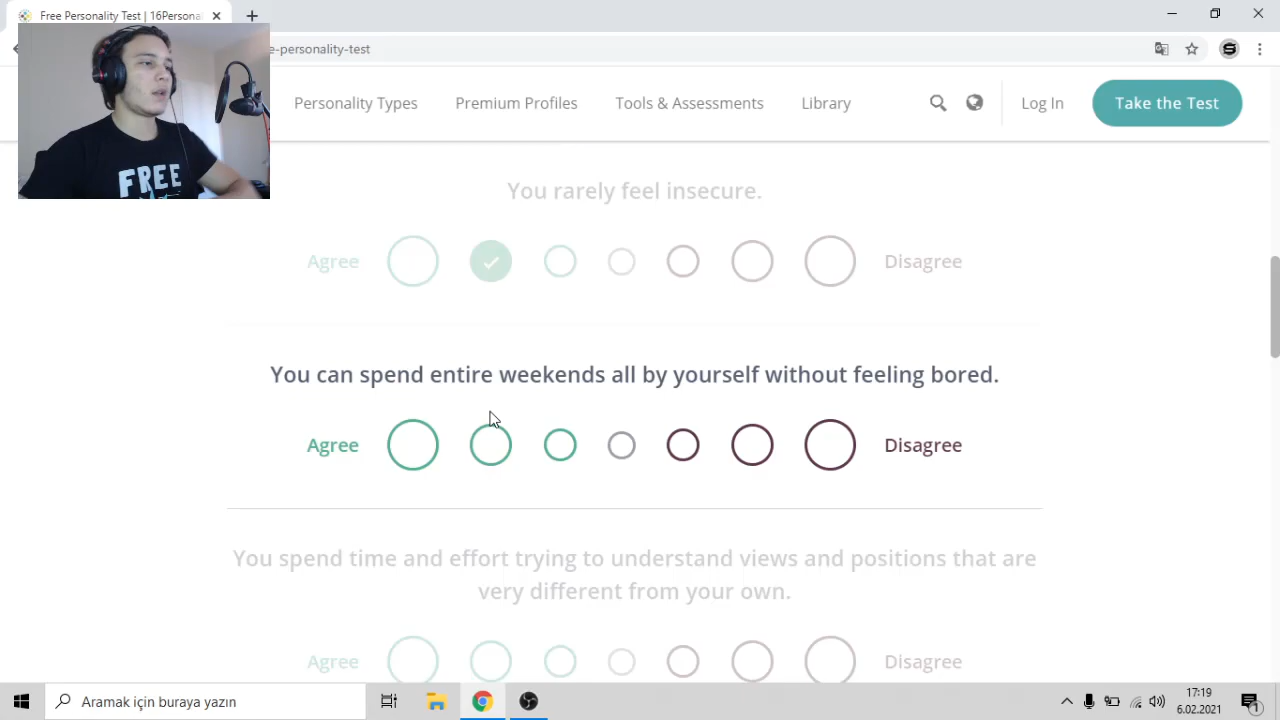 Free Personality Test | 16Personal
e-personality-test
Personality Types
Premium Profiles
Tools & Assessments
Library
Log In
Take the Test
FREE
You rarely feel insecure.
Agree
Disagree
You can spend entire weekends all by yourself without feeling bored.
Agree
Disagree
You spend time and effort trying to understand views and positions that are
very different from your own.
Agree
Disagree
Aramak için buraya yazın
17:19
6.02.2021
1